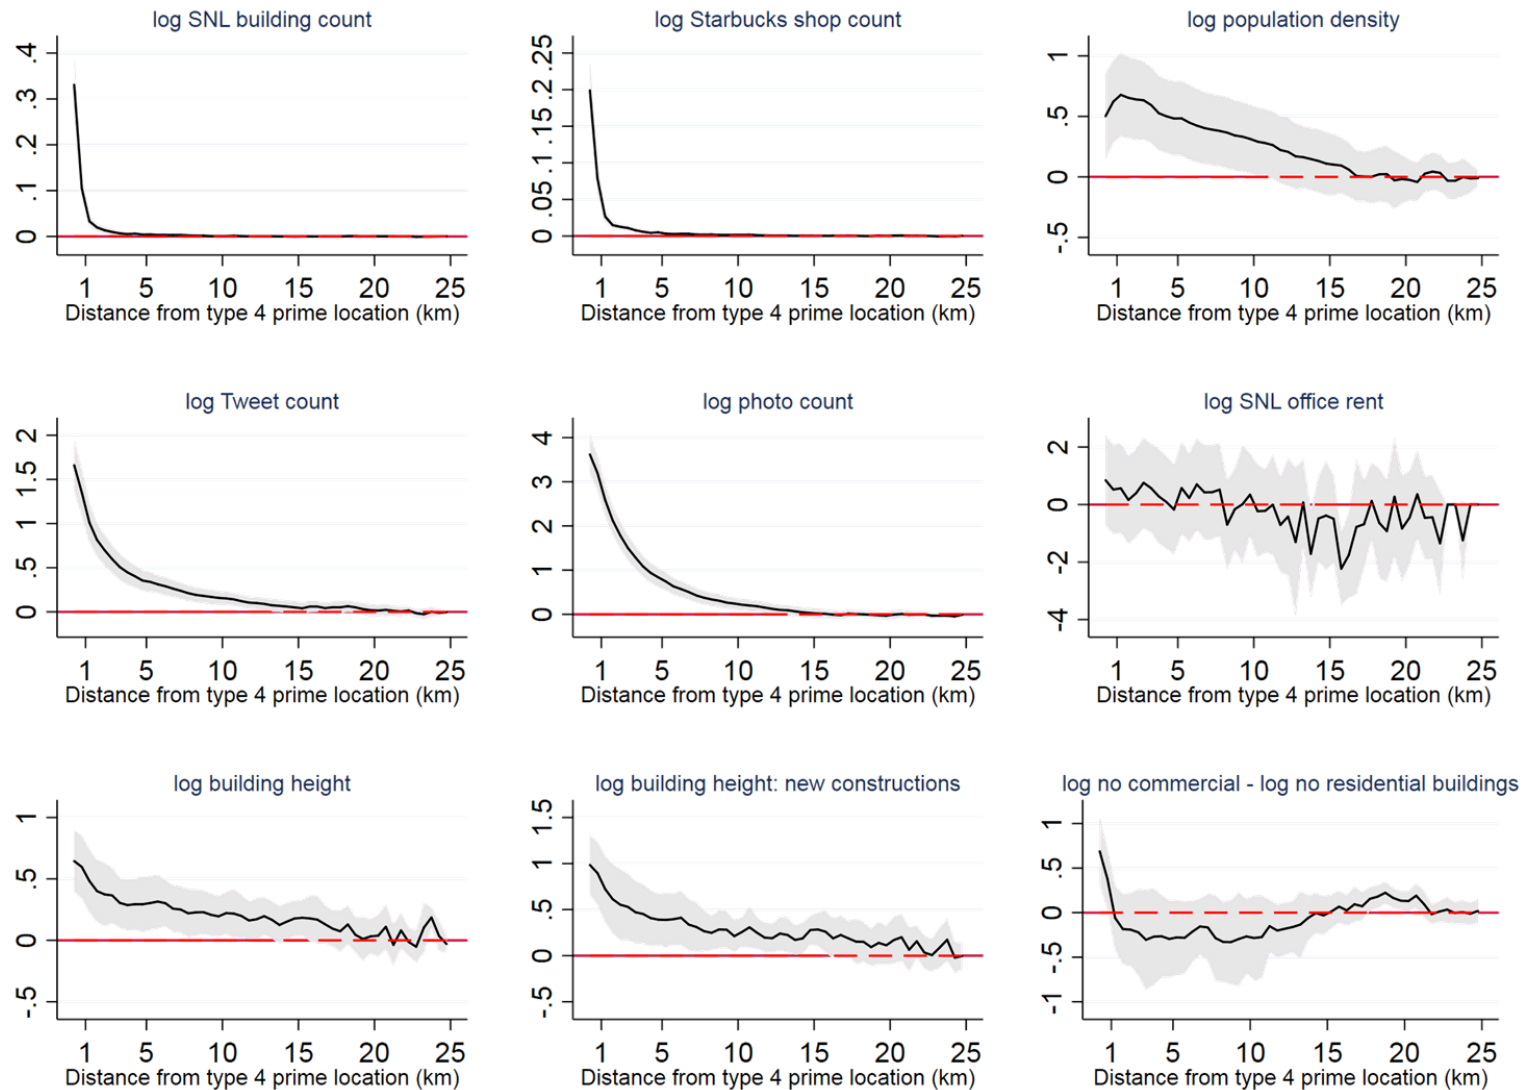 log SNL building count
.4
.3
.2
.1
0
1 5 10 15 20 25
Distance from type 4 prime location (km)
log Starbucks shop count
.25
.2
.15
.1
.05
0
1 5 10 15 20 25
Distance from type 4 prime location (km)
log population density
1
.5
0
-.5
1 5 10 15 20 25
Distance from type 4 prime location (km)
log Tweet count
2
1.5
1
.5
0
1 5 10 15 20 25
Distance from type 4 prime location (km)
log photo count
4
3
2
1
0
1 5 10 15 20 25
Distance from type 4 prime location (km)
log SNL office rent
2
0
-2
-4
1 5 10 15 20 25
Distance from type 4 prime location (km)
log building height
1
.5
0
-.5
1 5 10 15 20 25
Distance from type 4 prime location (km)
log building height: new constructions
1.5
1
.5
0
-.5
1 5 10 15 20 25
Distance from type 4 prime location (km)
log no commercial - log no residential buildings
1
.5
0
-.5
-1
1 5 10 15 20 25
Distance from type 4 prime location (km)